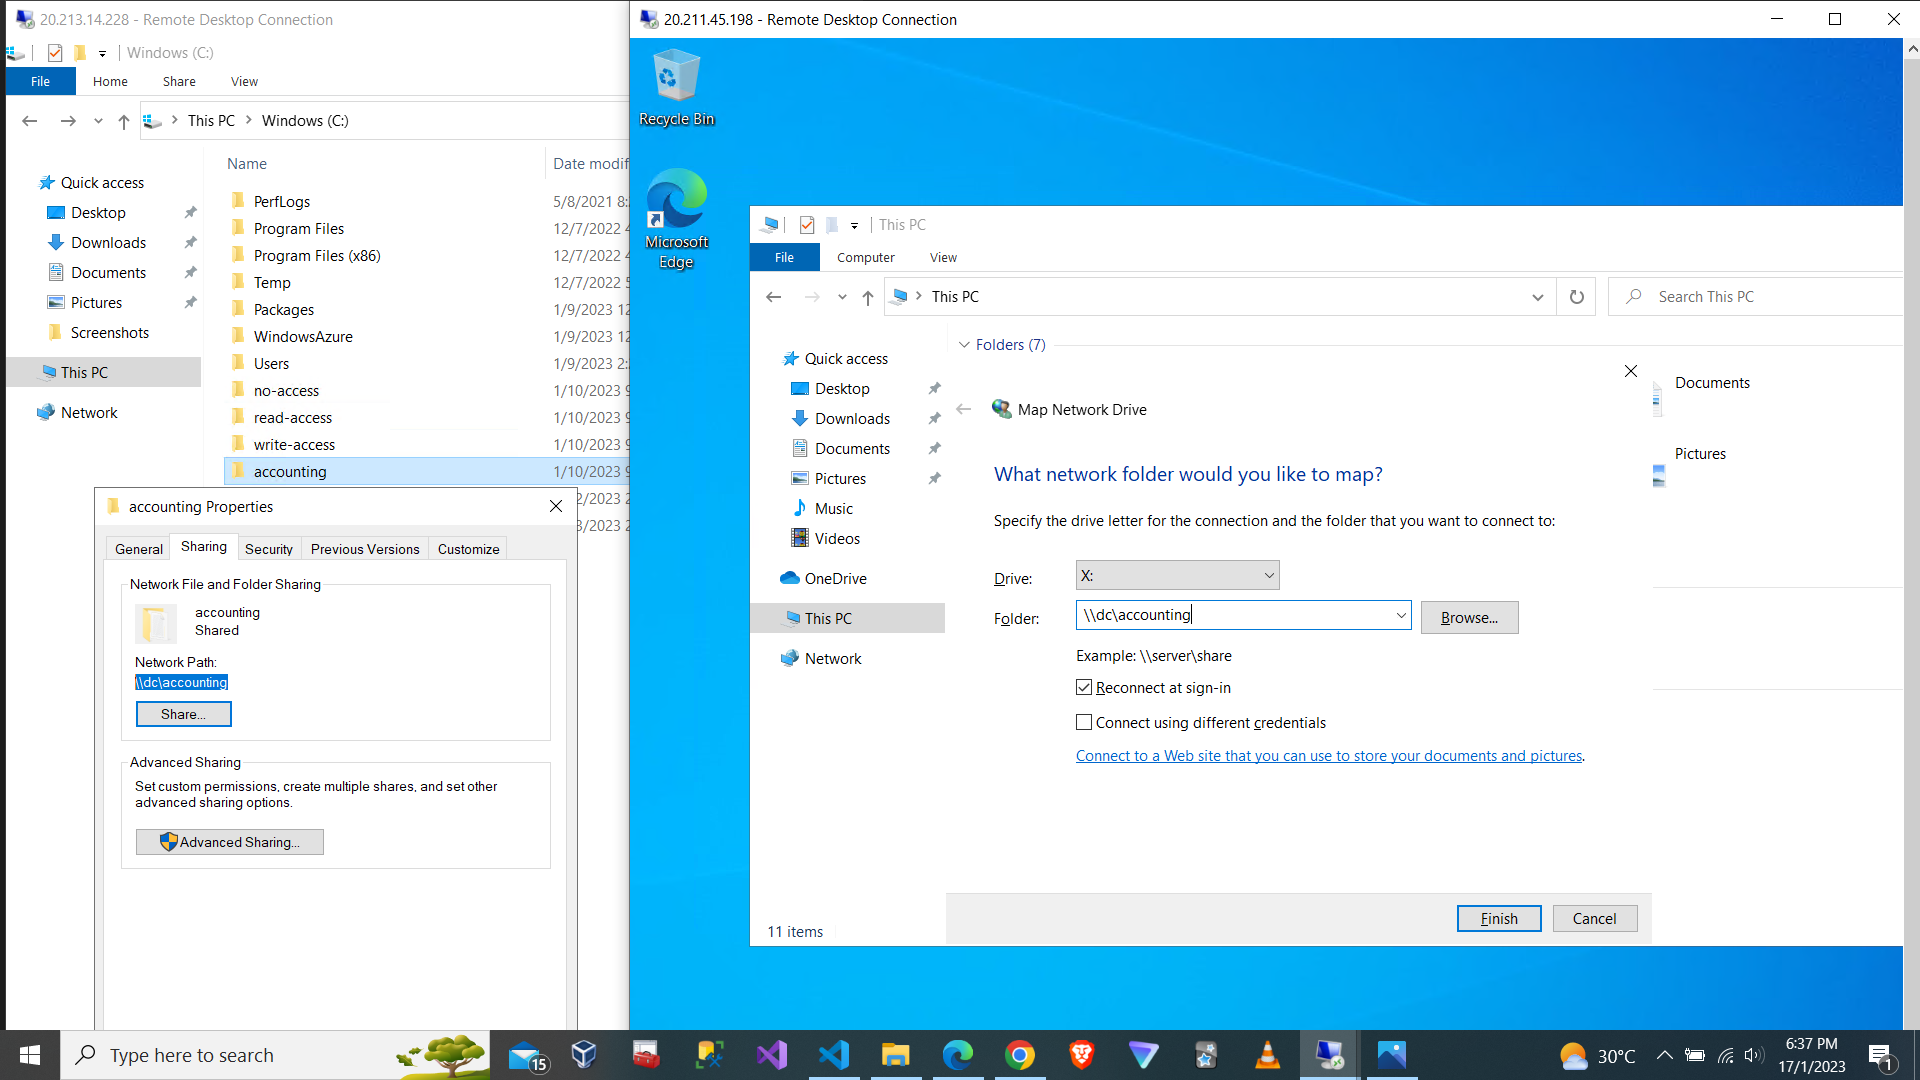 20.213.14.228 - Remote Desktop Connection
Windows (C:)
File
Home
Share
View
This PC
Windows (C:)
Name
Date modif
Quick access
Desktop
Downloads
Documents
Pictures
Screenshots
This PC
Network
PerfLogs
5/8/2021 8:
Program Files
12/7/2022 4
Program Files (x86)
12/7/2022 4
Temp
12/7/2022 5
Packages
1/9/2023 12
WindowsAzure
1/9/2023 12
Users
1/9/2023 2:
no-access
1/10/2023 9
read-access
1/10/2023 9
write-access
1/10/2023 9
accounting
1/10/2023 9
2/2023 2
3/2023 2
accounting Properties
General
Sharing
Security
Previous Versions
Customize
Network File and Folder Sharing
accounting
Shared
Network Path:
\\dc\accounting
Share...
Advanced Sharing
Set custom permissions, create multiple shares, and set other
advanced sharing options.
Advanced Sharing...
20.211.45.198 - Remote Desktop Connection
Recycle Bin
Microsoft
Edge
This PC
File
Computer
View
This PC
Search This PC
Quick access
Desktop
Downloads
Documents
Pictures
Music
Videos
OneDrive
This PC
Network
11 items
Folders (7)
Documents
Pictures
Map Network Drive
What network folder would you like to map?
Specify the drive letter for the connection and the folder that you want to connect to:
Drive:
X:
Folder:
\\dc\accounting
Browse...
Example: \\server\share
Reconnect at sign-in
Connect using different credentials
Connect to a Web site that you can use to store your documents and pictures.
Finish
Cancel
Type here to search
15
30°C
6:37 PM
17/1/2023
1